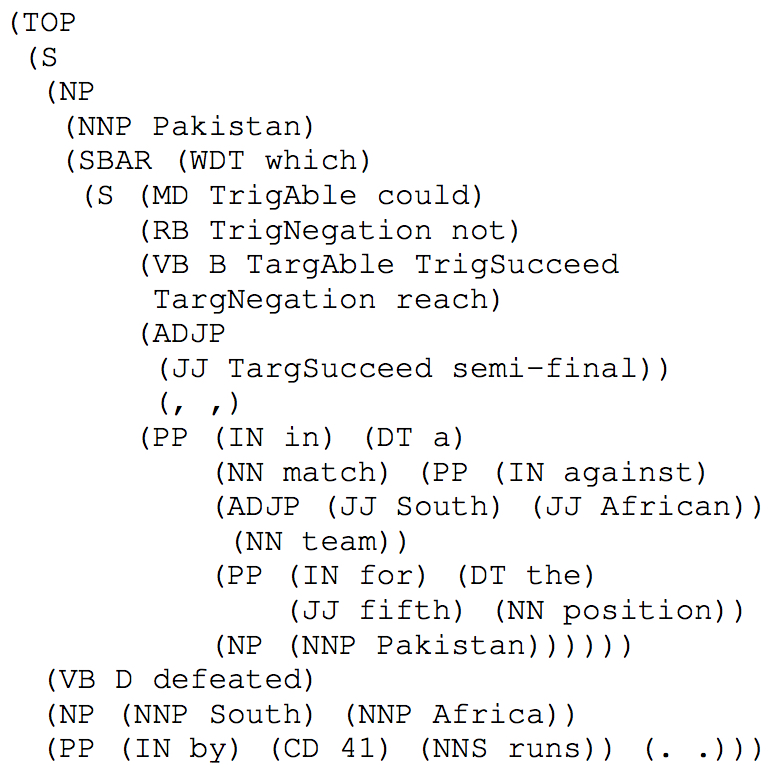 (TOP
(S
(NP
(NNP Pakistan)
(SBAR (WDT which)
(S (MD TrigAble could)
(RB TrigNegation not)
(VB B TargAble TrigSucceed
TargNegation reach)
(ADJP
(JJ TargSucceed semi-final))
(, ,)
(PP (IN in) (DT a)
(NN match) (PP (IN against)
(ADJP (JJ South) (JJ African))
(NN team))
(PP (IN for) (DT the)
(JJ fifth) (NN position))
(NP (NNP Pakistan))))))
(VB D defeated)
(NP (NNP South) (NNP Africa))
(PP (IN by) (CD 41) (NNS runs)) (. .)))